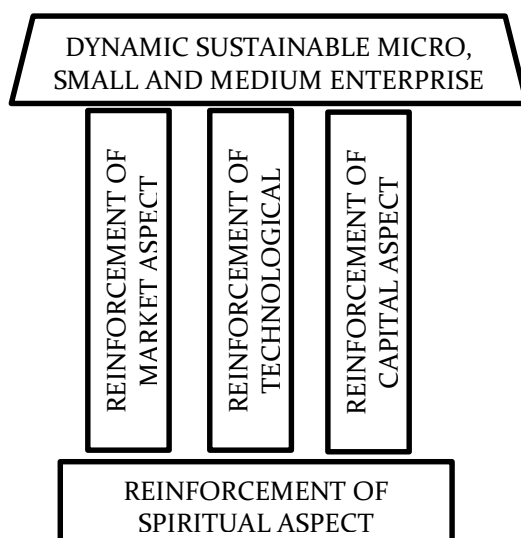 DYNAMIC SUSTAINABLE MICRO,
SMALL AND MEDIUM ENTERPRISE
REINFORCEMENT OF
MARKET ASPECT
REINFORCEMENT OF
TECHNOLOGICAL
REINFORCEMENT OF
CAPITAL ASPECT
REINFORCEMENT OF
SPIRITUAL ASPECT